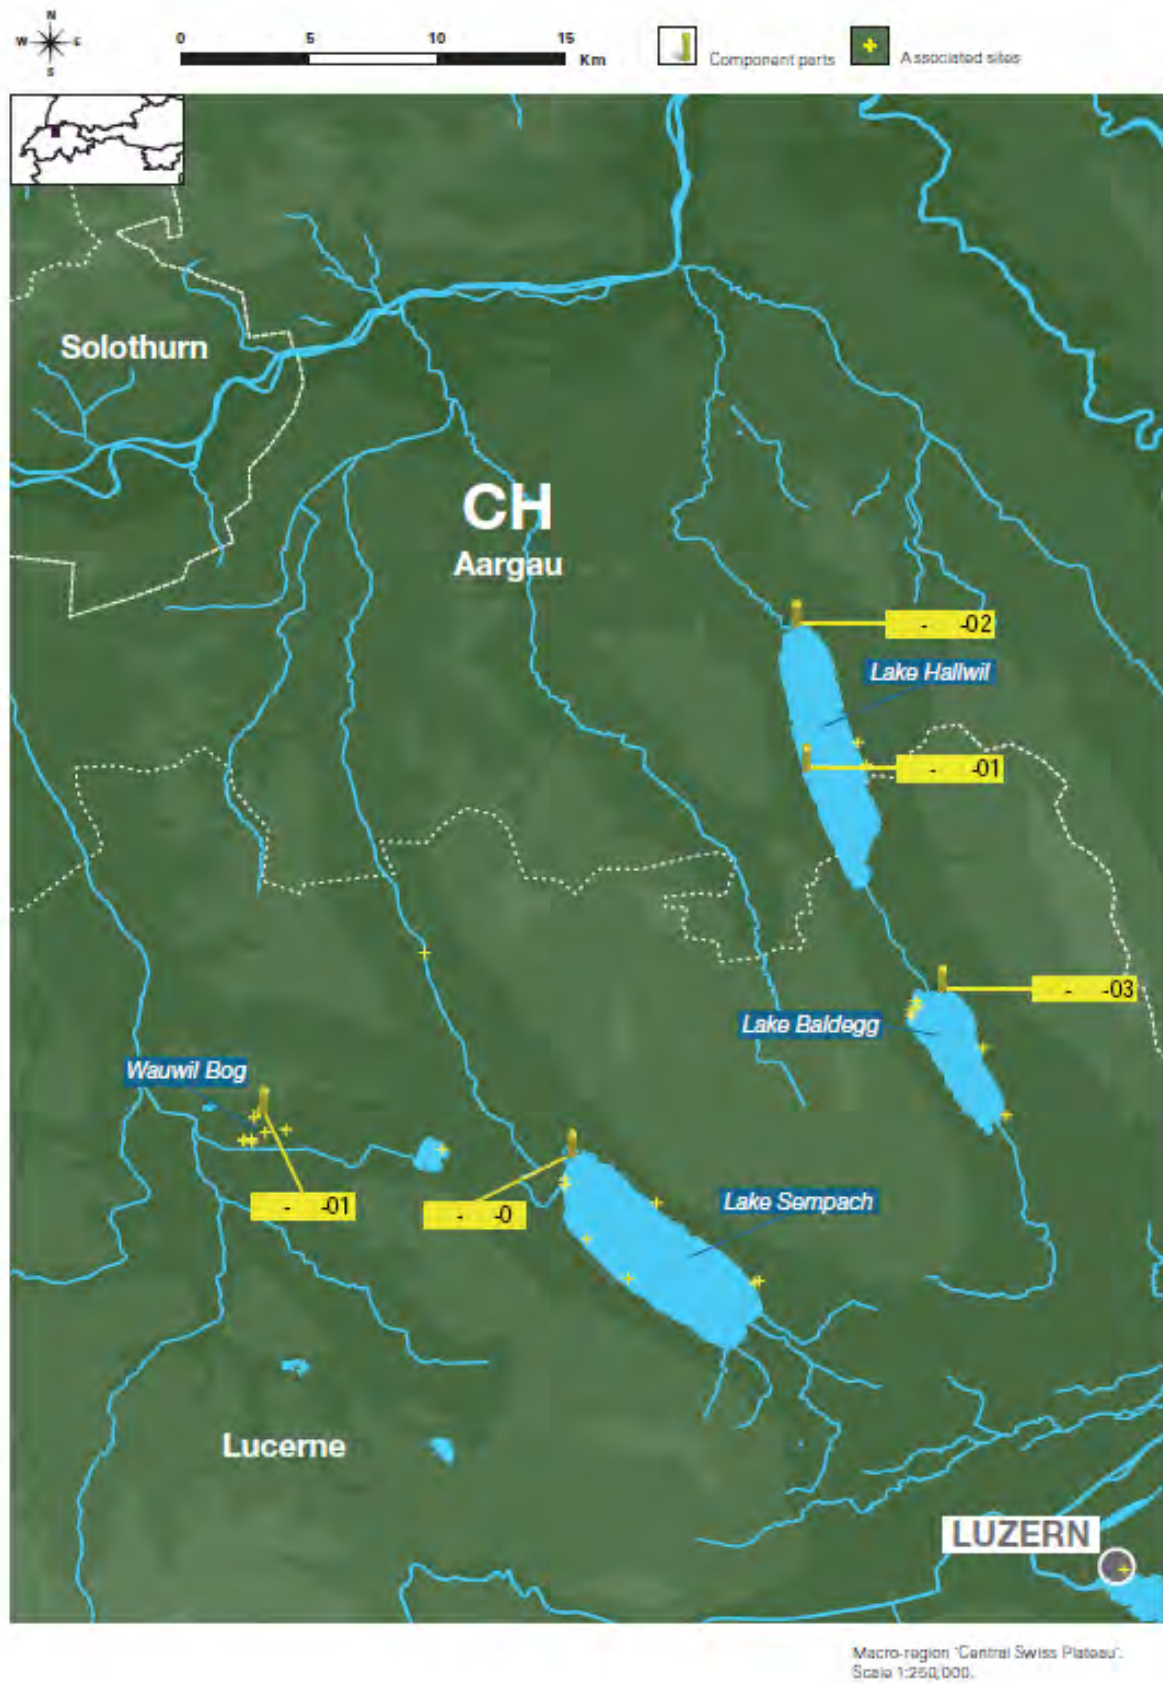 N
W E
S
0 5 10 15
Km
Component parts
Associated sites
Solothurn
CH
Aargau
- -02
Lake Hallwil
- -01
- -03
Lake Baldegg
Wauwil Bog
- -01
- -0
Lake Sempach
Lucerne
LUZERN
Macro-region "Central Swiss Plateau".
Scale 1:250,000.